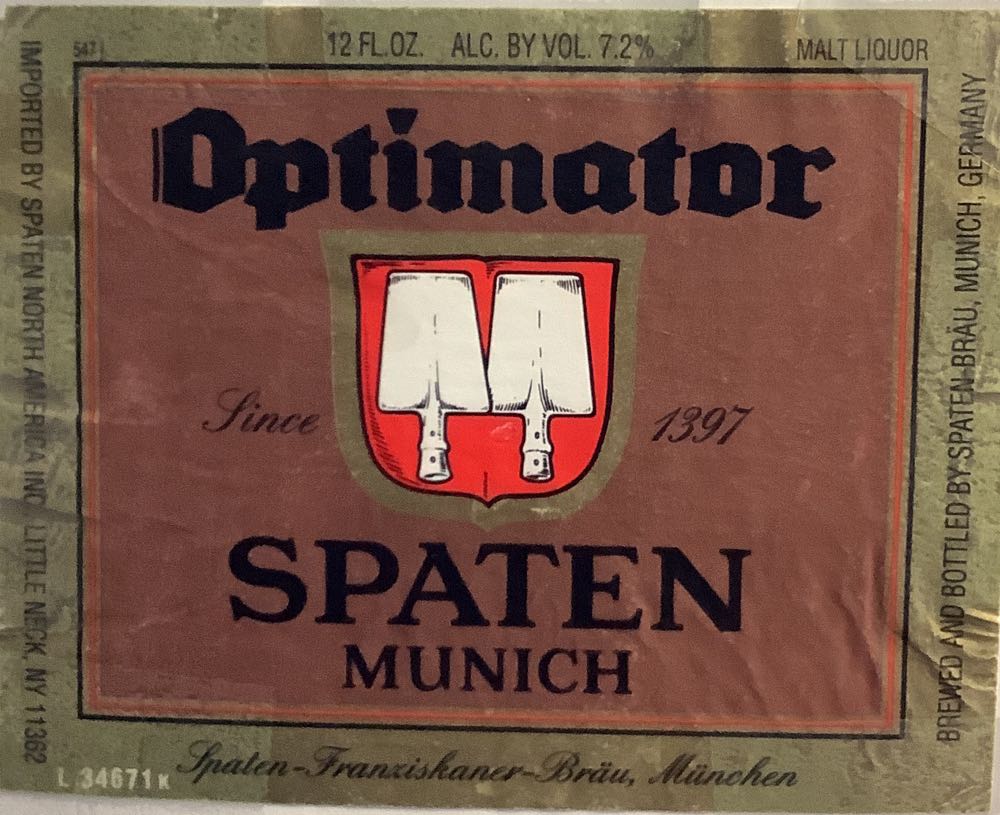 547
12 FL.OZ. ALC. BY VOL. 7.2%
MALT LIQUOR
IMPORTED BY SPATEN NORTH AMERICA INC. LITTLE NECK, NY 11362
Optimator
Since 1397
SPATEN
MUNICH
BREWED AND BOTTLED BY SPATEN-BRÄU, MUNICH, GERMANY
L 34671 K
Spaten-Franziskaner-Bräu, München